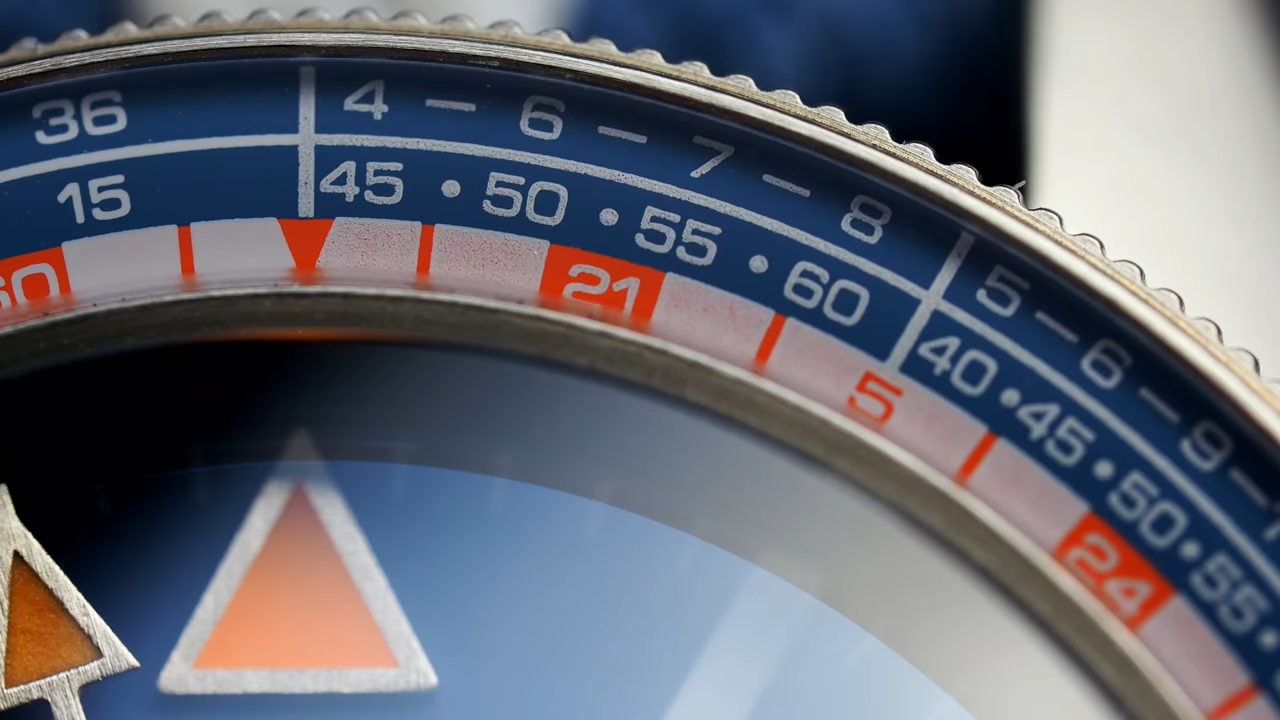 36 4 – 6 – 7 – 8 5 – 6 – 9 –
15 45 • 50 • 55 • 60 40 • 45 • 50 • 55 •
21 5 24